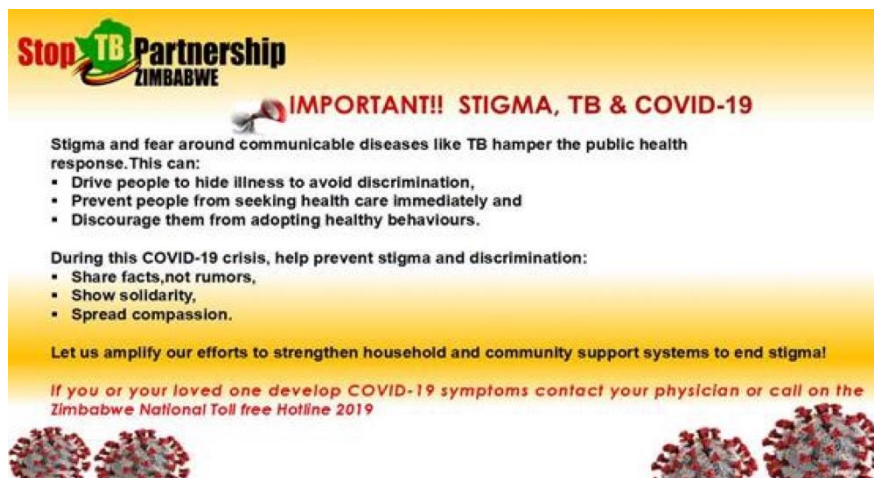 Stop TB Partnership
ZIMBABWE
IMPORTANT!! STIGMA, TB & COVID-19
Stigma and fear around communicable diseases like TB hamper the public health
response.This can:
▪ Drive people to hide illness to avoid discrimination,
▪ Prevent people from seeking health care immediately and
▪ Discourage them from adopting healthy behaviours.
During this COVID-19 crisis, help prevent stigma and discrimination:
▪ Share facts,not rumors,
▪ Show solidarity,
▪ Spread compassion.
Let us amplify our efforts to strengthen household and community support systems to end stigma!
If you or your loved one develop COVID-19 symptoms contact your physician or call on the
Zimbabwe National Toll free Hotline 2019